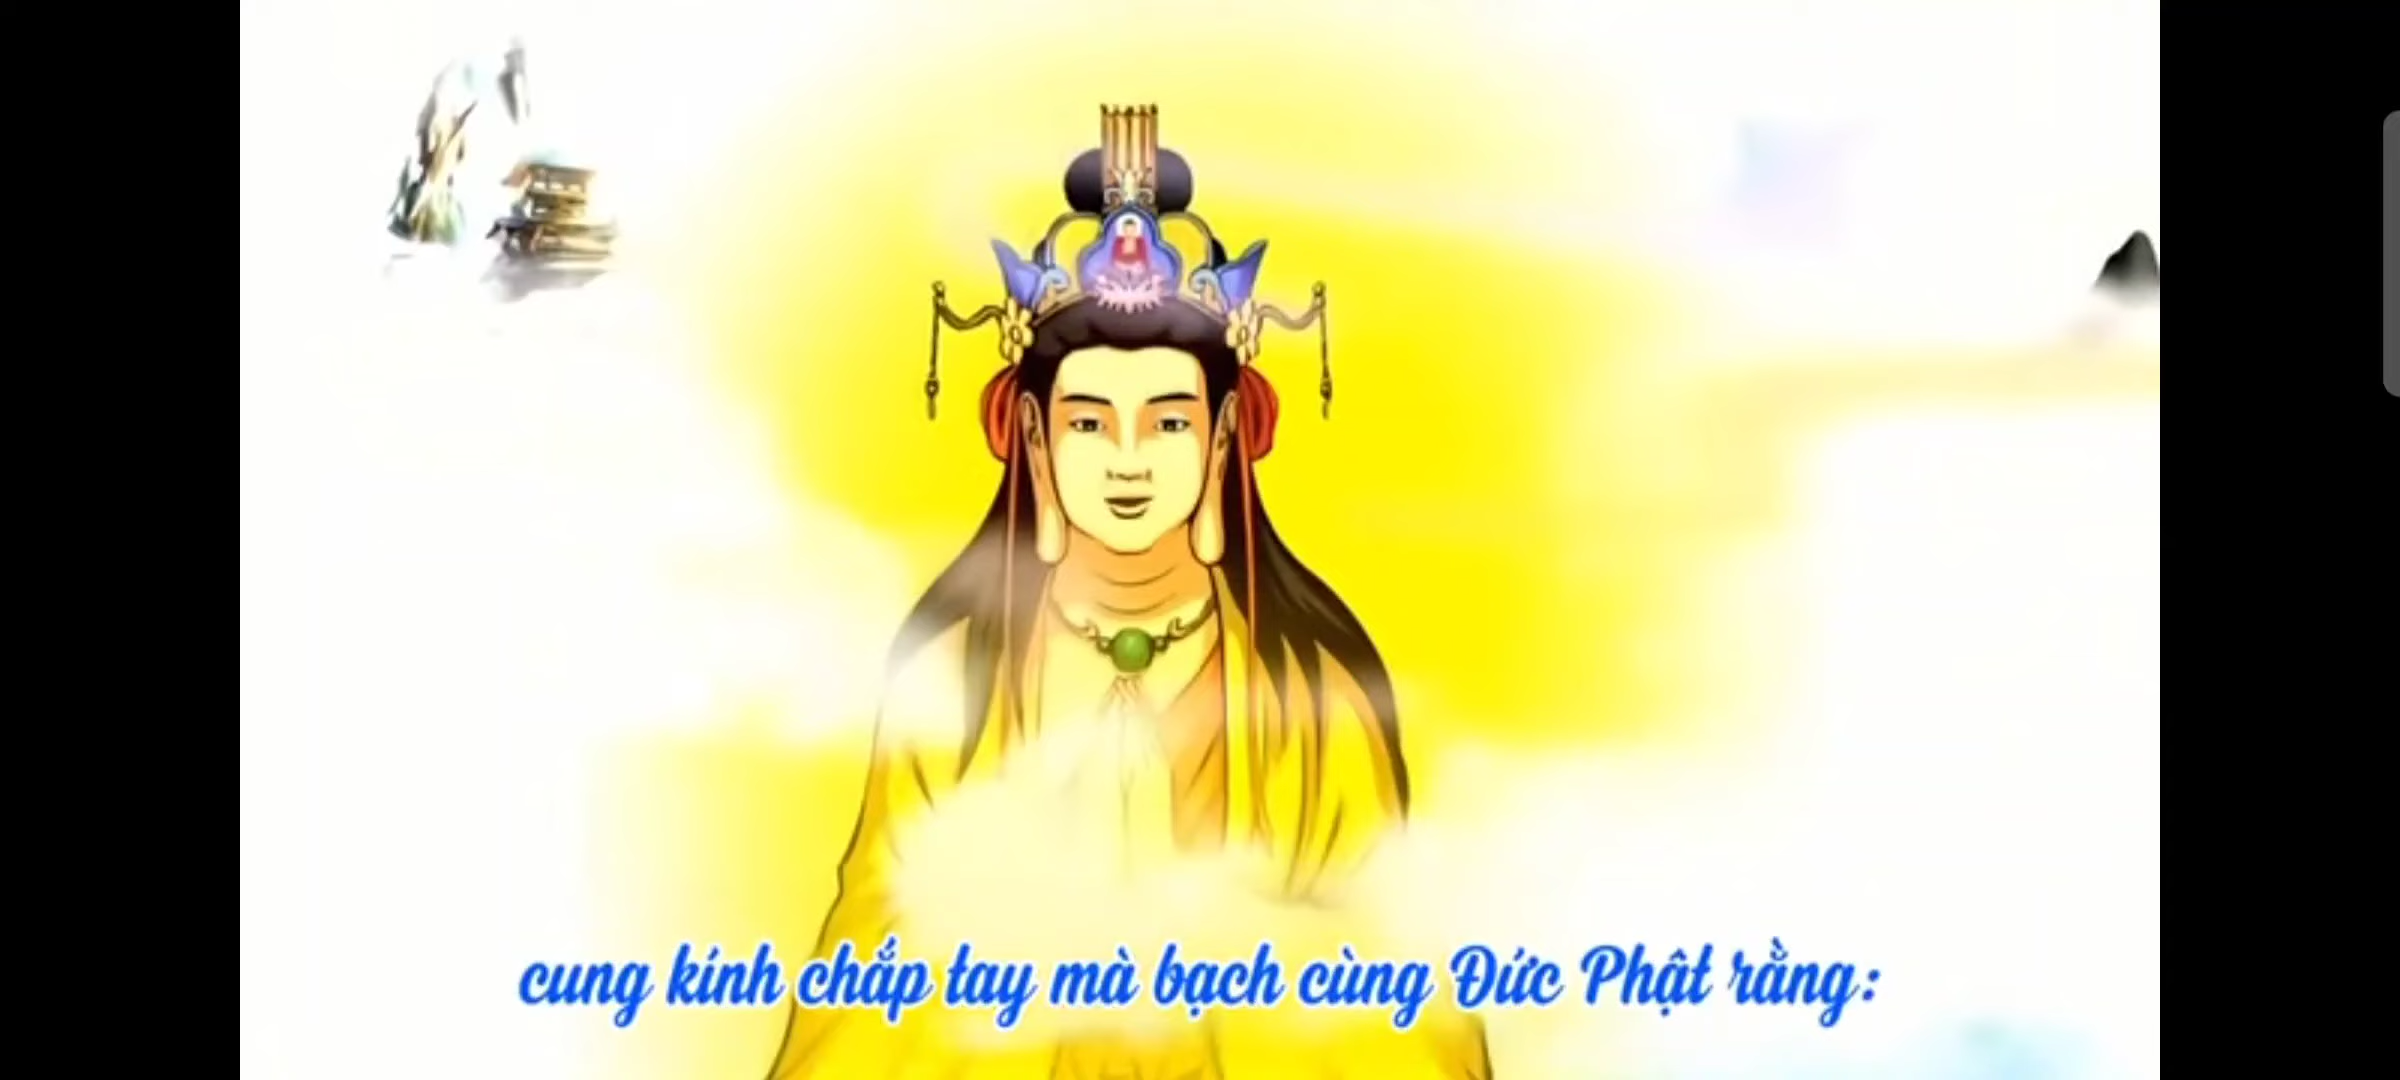 cung kính chắp tay mà bạch cùng Đức Phật rằng: